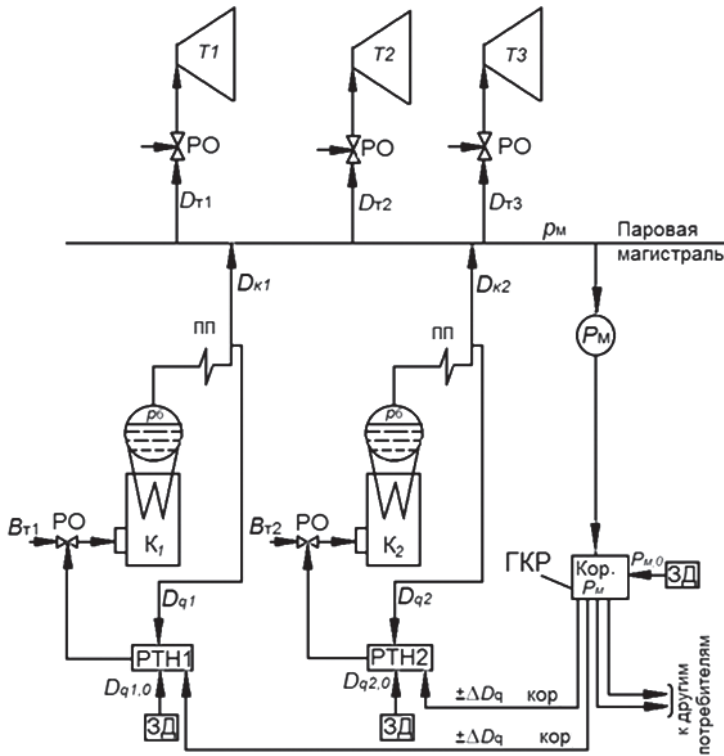 T1
T2
T3
РО
РО
РО
Dт1
Dт2
Dт3
pм
Паровая
магистраль
Dк1
Dк2
ПП
ПП
Pм
pб
pб
Bт1
РО
K1
Bт2
РО
K2
ГКР
Кор.
Pм
Pм,0
ЗД
Dq1
Dq2
РТН1
РТН2
Dq1,0
Dq2,0
ЗД
ЗД
±ΔDq кор
±ΔDq кор
к другим
потребителям